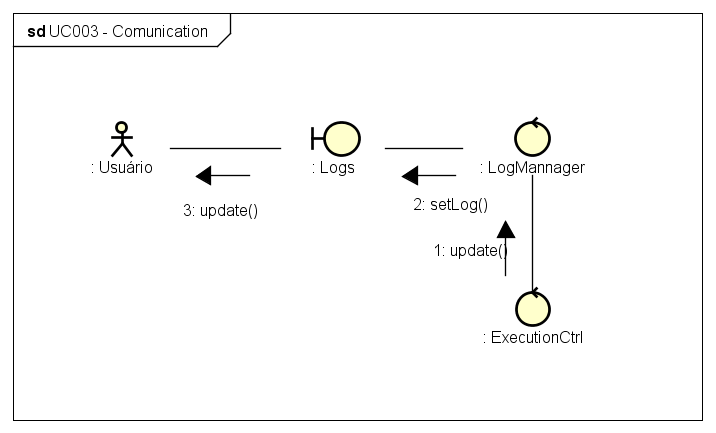 sd UC003 - Comunication
: Usuário
: Logs
: LogMannager
3: update()
2: setLog()
1: update()
: ExecutionCtrl